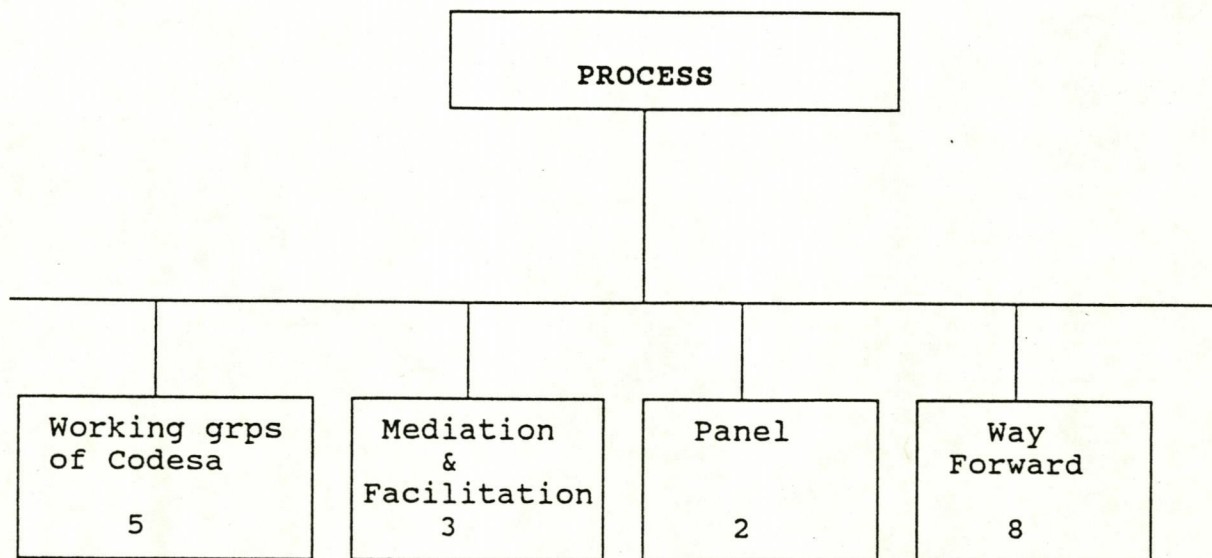 PROCESS
Working grps
of Codesa
5
Mediation
&
Facilitation
3
Panel
2
Way
Forward
8